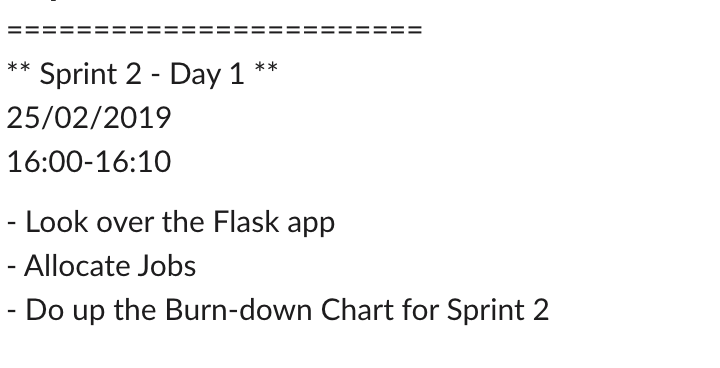 ========================
** Sprint 2 - Day 1 **
25/02/2019
16:00-16:10
- Look over the Flask app
- Allocate Jobs
- Do up the Burn-down Chart for Sprint 2